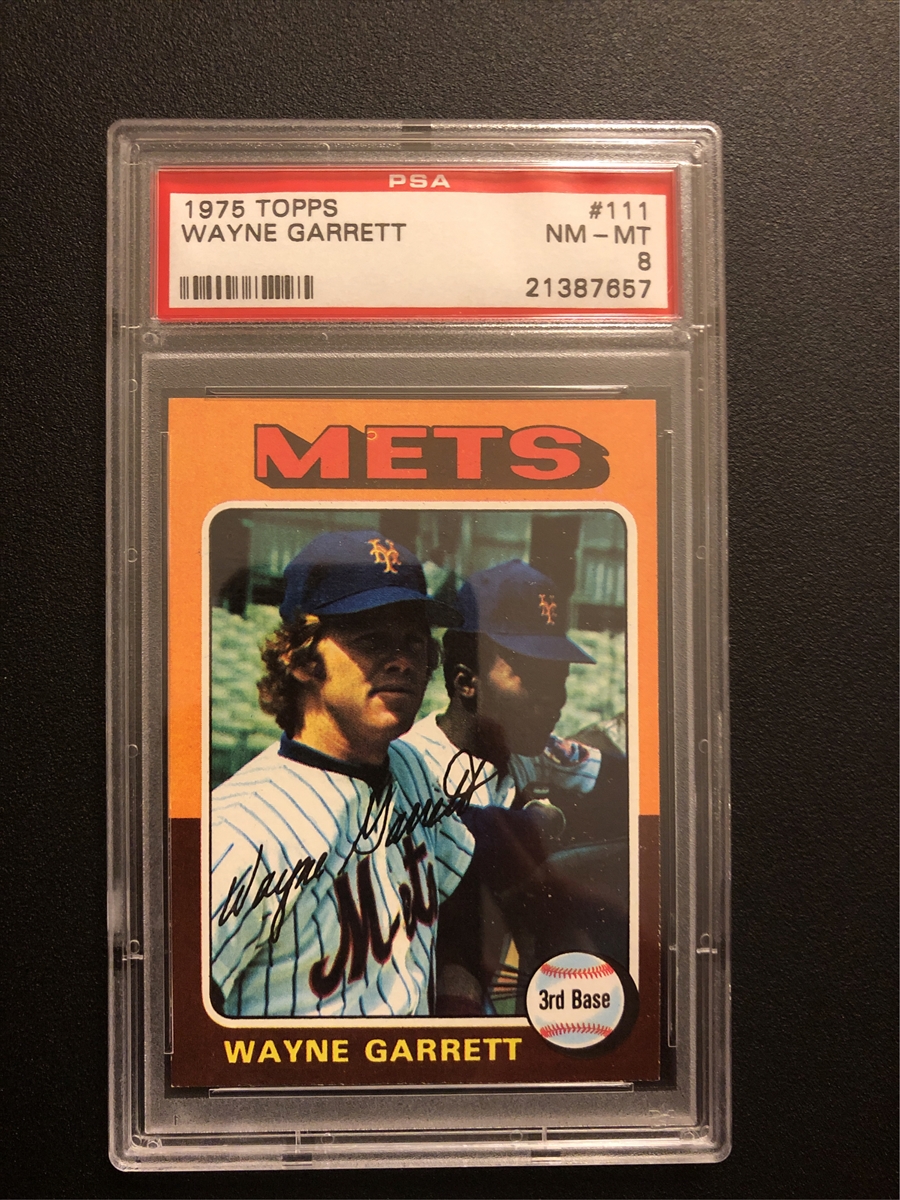 PSA
1975 TOPPS #111
WAYNE GARRETT NM-MT
8
21387657
METS
NY
NY
Wayne Garrett
Mets
3rd Base
WAYNE GARRETT